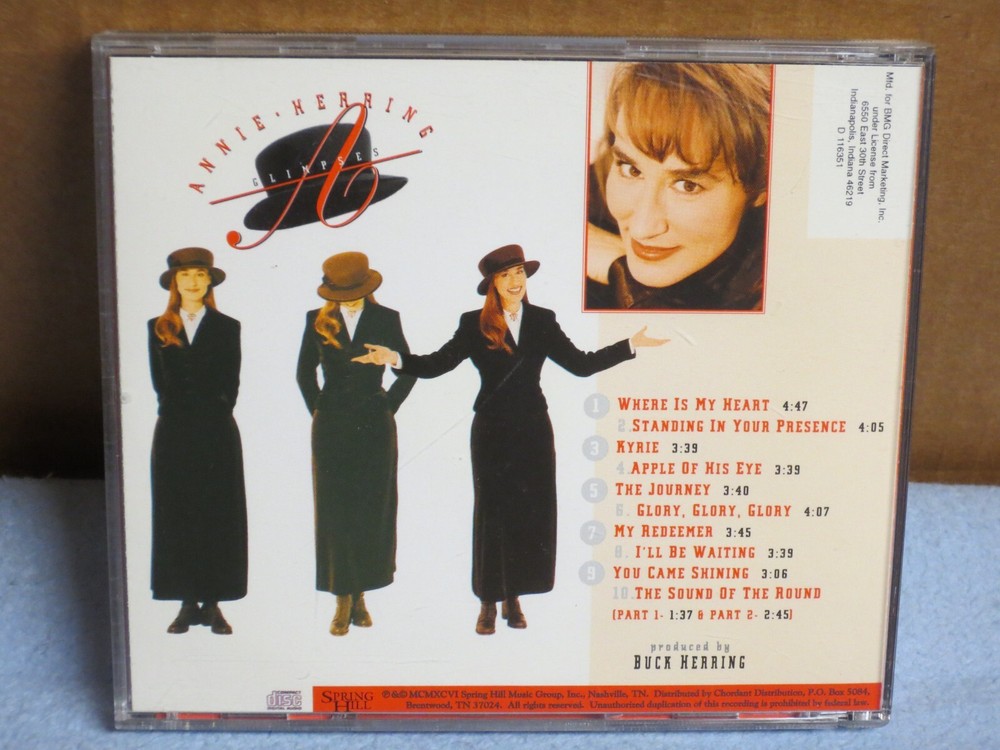 ANNIE • HERRING
GLIMPSES
Mfd. for BMG Direct Marketing, Inc.
under License from
6550 East 30th Street
Indianapolis, Indiana 46219
D 116351
1 WHERE IS MY HEART 4:47
2. STANDING IN YOUR PRESENCE 4:05
3 KYRIE 3:39
4. APPLE OF HIS EYE 3:39
5 THE JOURNEY 3:40
6. GLORY, GLORY, GLORY 4:07
7 MY REDEEMER 3:45
8. I'LL BE WAITING 3:39
9 YOU CAME SHINING 3:06
10. THE SOUND OF THE ROUND
(PART 1- 1:37 & PART 2- 2:45)
produced by
BUCK HERRING
COMPACT
disc
DIGITAL AUDIO
SPRING
HILL
℗&© MCMXCVI Spring Hill Music Group, Inc., Nashville, TN. Distributed by Chordant Distribution, P.O. Box 5084,
Brentwood, TN 37024. All rights reserved. Unauthorized duplication of this recording is prohibited by federal law.